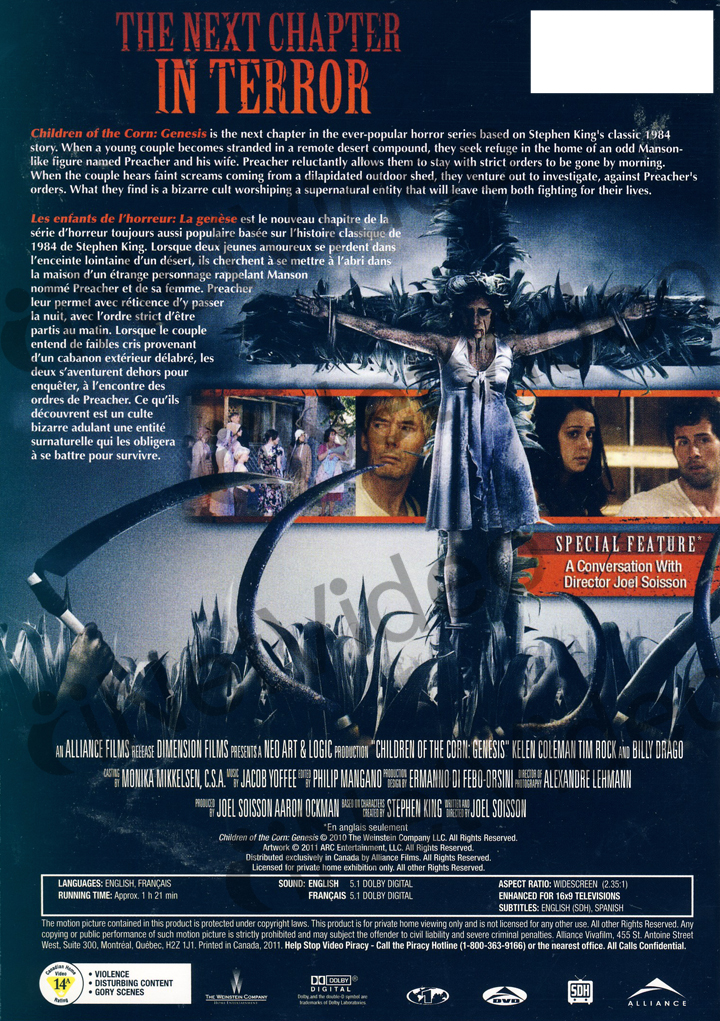 THE NEXT CHAPTER
IN TERROR
Children of the Corn: Genesis is the next chapter in the ever-popular horror series based on Stephen King's classic 1984
story. When a young couple becomes stranded in a remote desert compound, they seek refuge in the home of an odd Manson-
like figure named Preacher and his wife. Preacher reluctantly allows them to stay with strict orders to be gone by morning.
When the couple hears faint screams coming from a dilapidated outdoor shed, they venture out to investigate, against Preacher's
orders. What they find is a bizarre cult worshiping a supernatural entity that will leave them both fighting for their lives.
Les enfants de l'horreur: La genèse est le nouveau chapitre de la
série d'horreur toujours aussi populaire basée sur l'histoire classique de
1984 de Stephen King. Lorsque deux jeunes amoureux se perdent dans
l'enceinte lointaine d'un désert, ils cherchent à se mettre à l'abri dans
la maison d'un étrange personnage rappelant Manson
nommé Preacher et de sa femme. Preacher
leur permet avec réticence d'y passer
la nuit, avec l'ordre strict d'être
partis au matin. Lorsque le couple
entend de faibles cris provenant
d'un cabanon extérieur délabré, les
deux s'aventurent dehors pour
enquêter, à l'encontre des
ordres de Preacher. Ce qu'ils
découvrent est un culte
bizarre adulant une entité
surnaturelle qui les obligera
à se battre pour survivre.
SPECIAL FEATURE*
A Conversation With
Director Joel Soisson
AN ALLIANCE FILMS RELEASE DIMENSION FILMS PRESENTS A NEO ART & LOGIC PRODUCTION "CHILDREN OF THE CORN: GENESIS" KELEN COLEMAN TIM ROCK AND BILLY DRAGO
CASTING BY MONIKA MIKKELSEN, C.S.A. MUSIC BY JACOB YOFFEE EDITED BY PHILIP MANGANO PRODUCTION DESIGN BY ERMANNO DI FEBO-ORSINI DIRECTOR OF PHOTOGRAPHY ALEXANDRE LEHMANN
PRODUCED BY JOEL SOISSON AARON OCKMAN BASED ON CHARACTERS CREATED BY STEPHEN KING WRITTEN AND DIRECTED BY JOEL SOISSON
*En anglais seulement
Children of the Corn: Genesis © 2010 The Weinstein Company LLC. All Rights Reserved.
Artwork © 2011 ARC Entertainment, LLC. All Rights Reserved.
Distributed exclusively in Canada by Alliance Films. All Rights Reserved.
Licensed for private home exhibition only. All other Rights Reserved.
LANGUAGES: ENGLISH, FRANÇAIS SOUND: ENGLISH 5.1 DOLBY DIGITAL ASPECT RATIO: WIDESCREEN (2.35:1)
RUNNING TIME: Approx. 1 h 21 min FRANÇAIS 5.1 DOLBY DIGITAL ENHANCED FOR 16x9 TELEVISIONS
SUBTITLES: ENGLISH (SDH), SPANISH
The motion picture contained in this product is protected under copyright laws. This product is for private home viewing only and is not licensed for any other use. All other Rights Reserved. Any
copying or public performance of such motion picture is strictly prohibited and may subject the offender to civil liability and severe criminal penalties. Alliance Vivafilm, 455 St. Antoine Street
West, Suite 300, Montréal, Québec, H2Z 1J1. Printed in Canada, 2011. Help Stop Video Piracy - Call the Piracy Hotline (1-800-363-9166) or the nearest office. All Calls Confidential.
Canadian Home Video 14A Rating
• VIOLENCE
• DISTURBING CONTENT
• GORY SCENES
THE WEINSTEIN COMPANY
HOME ENTERTAINMENT
DOLBY
DIGITAL
Dolby and the double-D symbol are
trademarks of Dolby Laboratories.
DVD
SDH
ALLIANCE